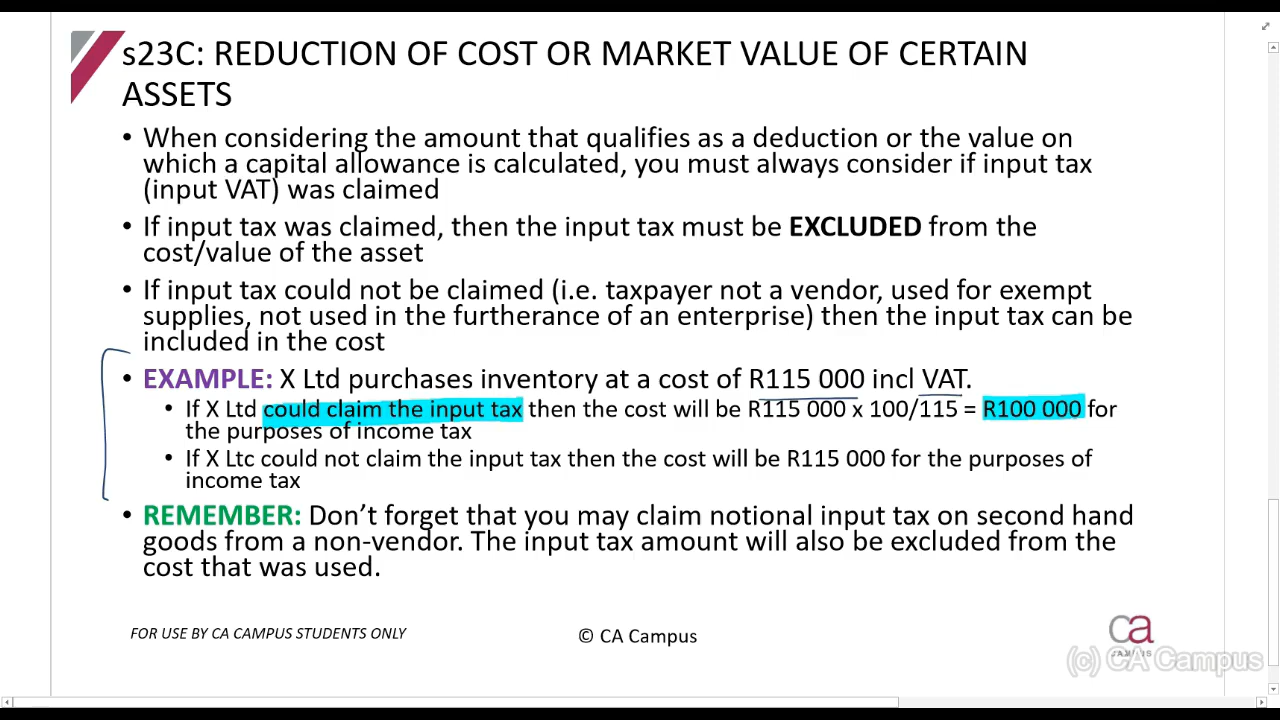 s23C: REDUCTION OF COST OR MARKET VALUE OF CERTAIN
ASSETS
• When considering the amount that qualifies as a deduction or the value on
which a capital allowance is calculated, you must always consider if input tax
(input VAT) was claimed
• If input tax was claimed, then the input tax must be EXCLUDED from the
cost/value of the asset
• If input tax could not be claimed (i.e. taxpayer not a vendor, used for exempt
supplies, not used in the furtherance of an enterprise) then the input tax can be
included in the cost
• EXAMPLE: X Ltd purchases inventory at a cost of R115 000 incl VAT.
• If X Ltd could claim the input tax then the cost will be R115 000 x 100/115 = R100 000 for
the purposes of income tax
• If X Ltc could not claim the input tax then the cost will be R115 000 for the purposes of
income tax
• REMEMBER: Don't forget that you may claim notional input tax on second hand
goods from a non-vendor. The input tax amount will also be excluded from the
cost that was used.
FOR USE BY CA CAMPUS STUDENTS ONLY
© CA Campus
ca
CAMPUS
(c) CA Campus